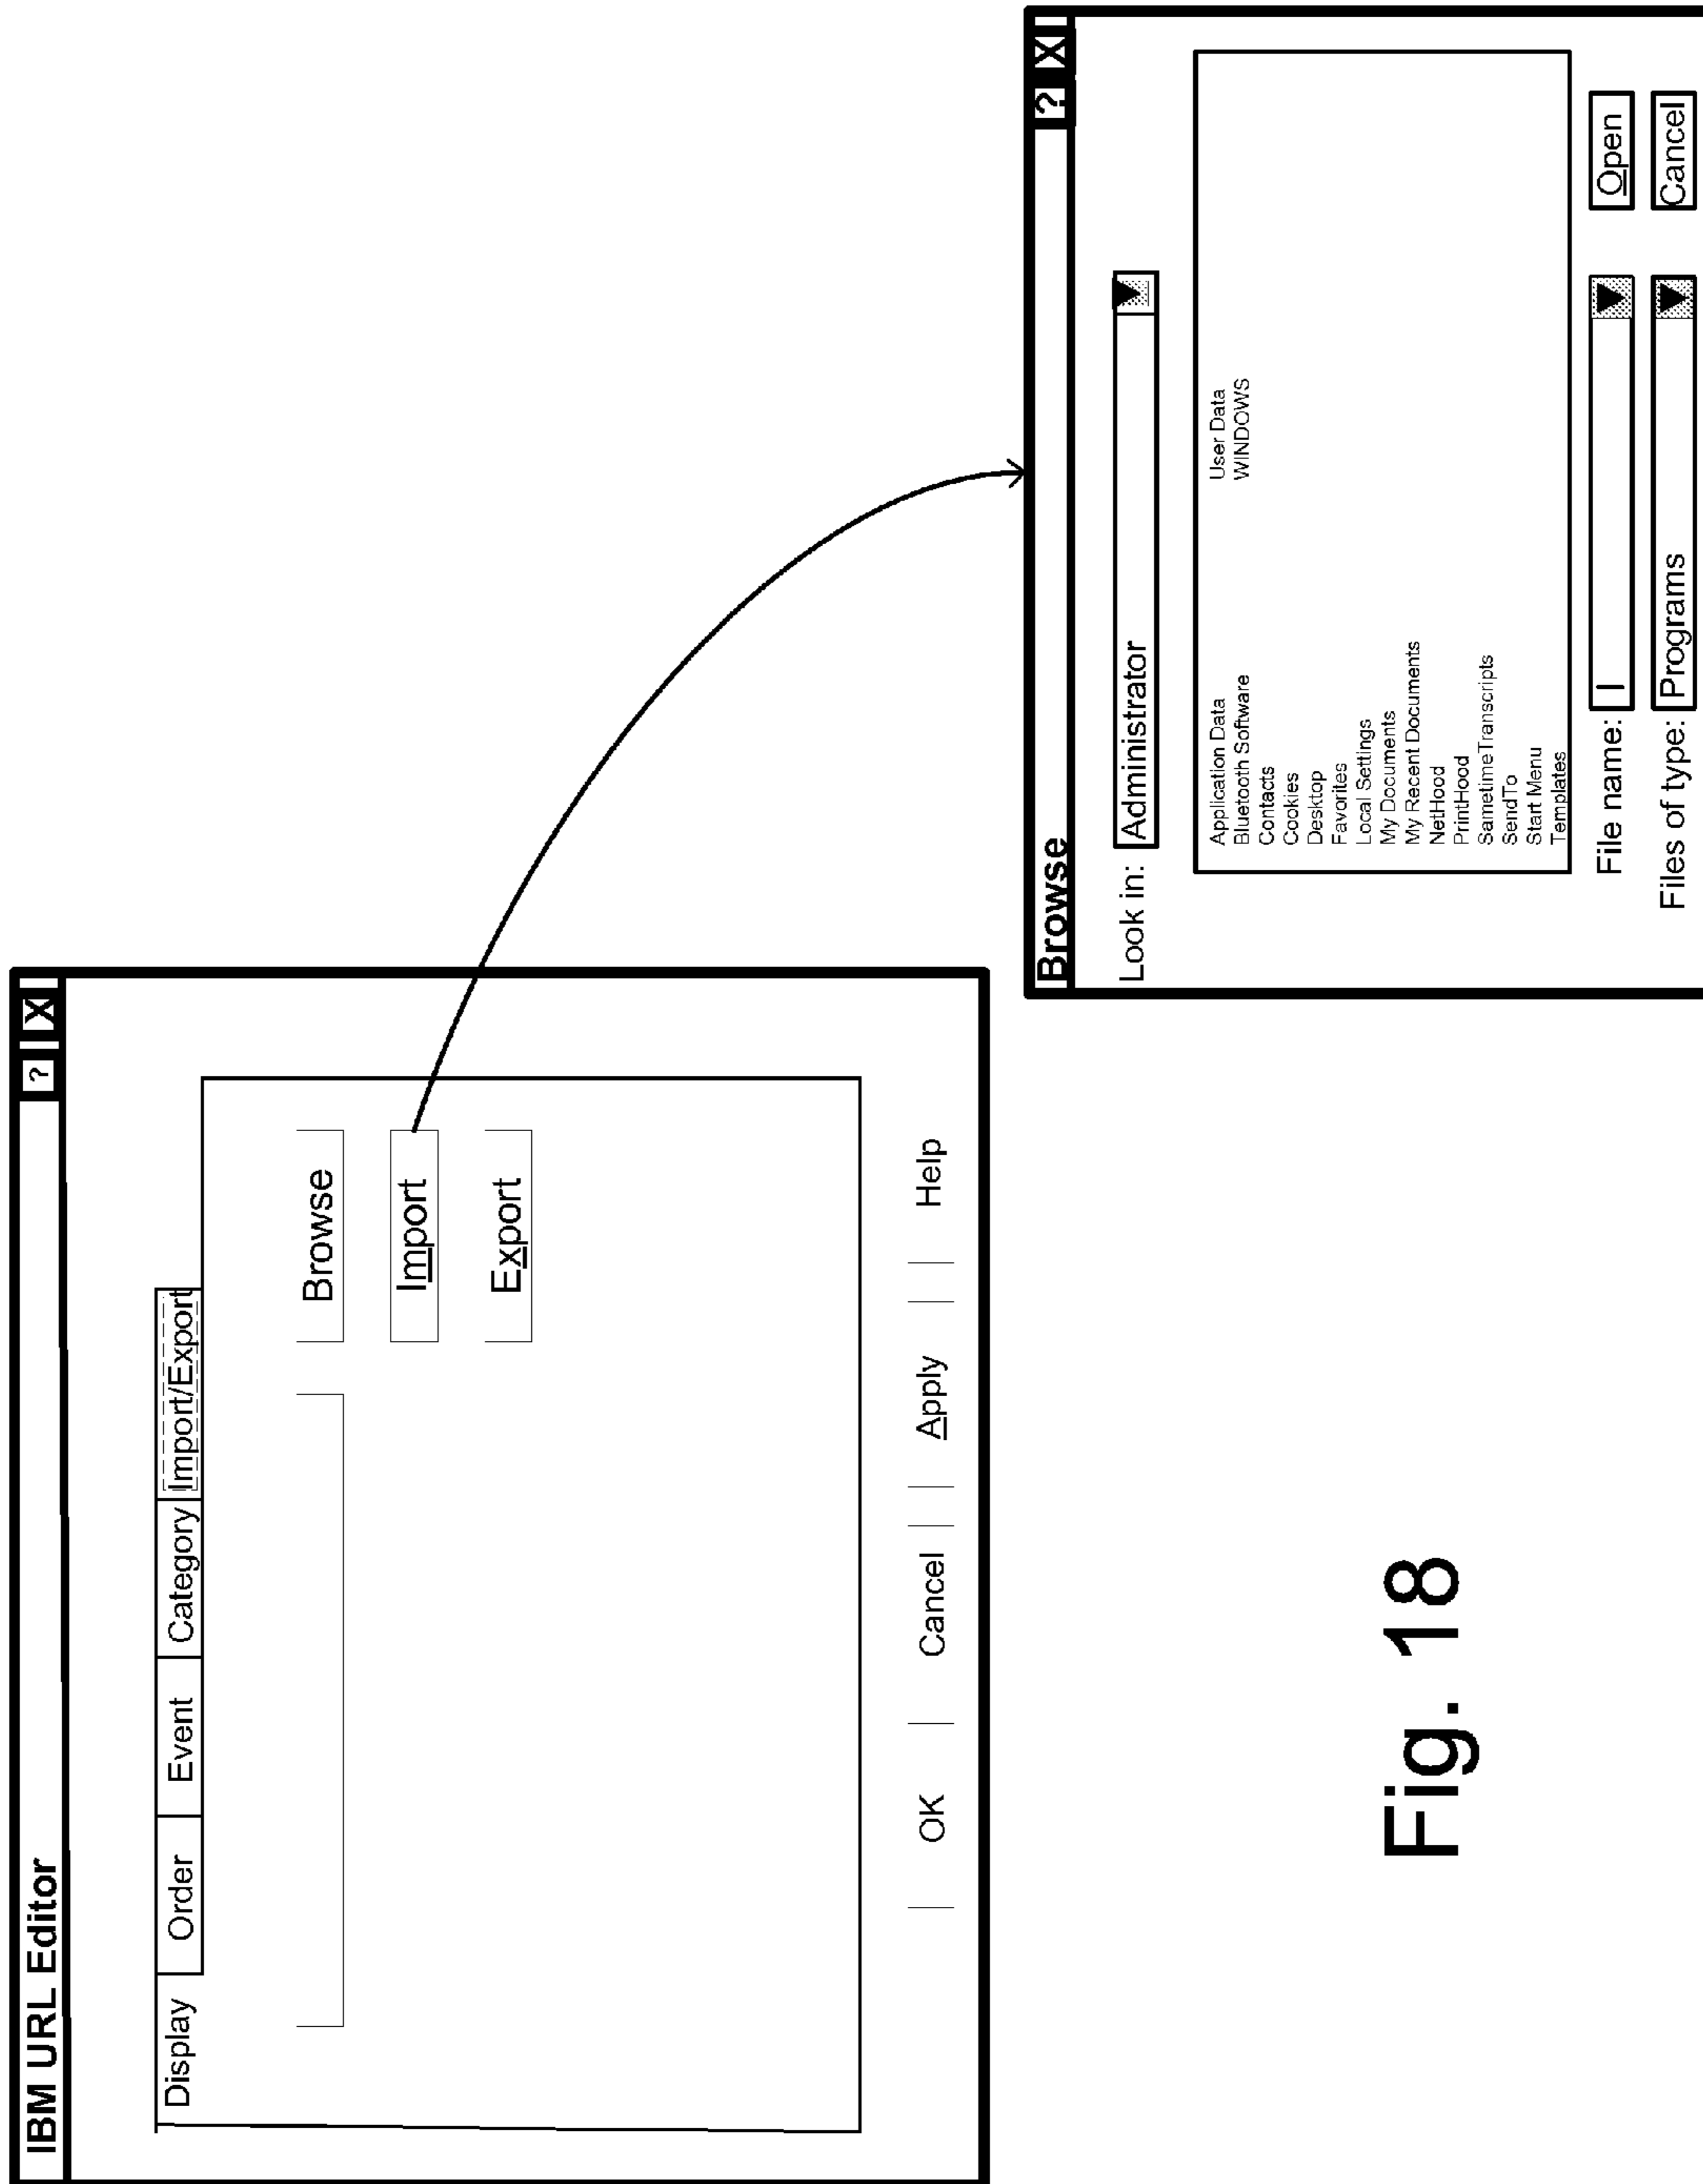 IBM URL Editor ? X
Display Order Event Category Import/Export
Browse
Import
Export
OK Cancel Apply Help
Browse ? X
Look in: Administrator
Application Data User Data
Bluetooth Software WINDOWS
Contacts
Cookies
Desktop
Favorites
Local Settings
My Documents
My Recent Documents
NetHood
PrintHood
SametimeTranscripts
SendTo
Start Menu
Templates
File name: Open
Files of type: Programs Cancel
Fig. 18